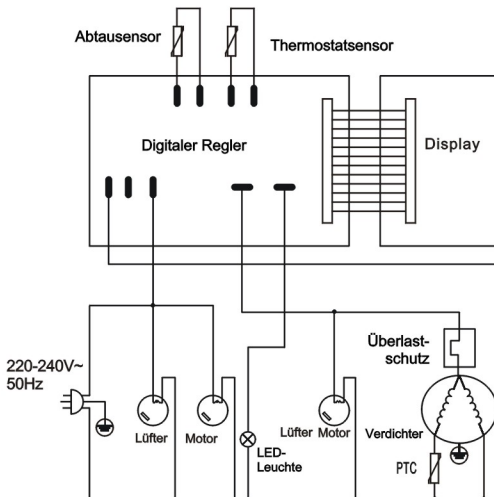 Abtausensor
Thermostatsensor
Digitaler Regler
Display
Überlast-
schutz
220-240V~
50Hz
Lüfter
Motor
LED-
Leuchte
Lüfter Motor
Verdichter
PTC